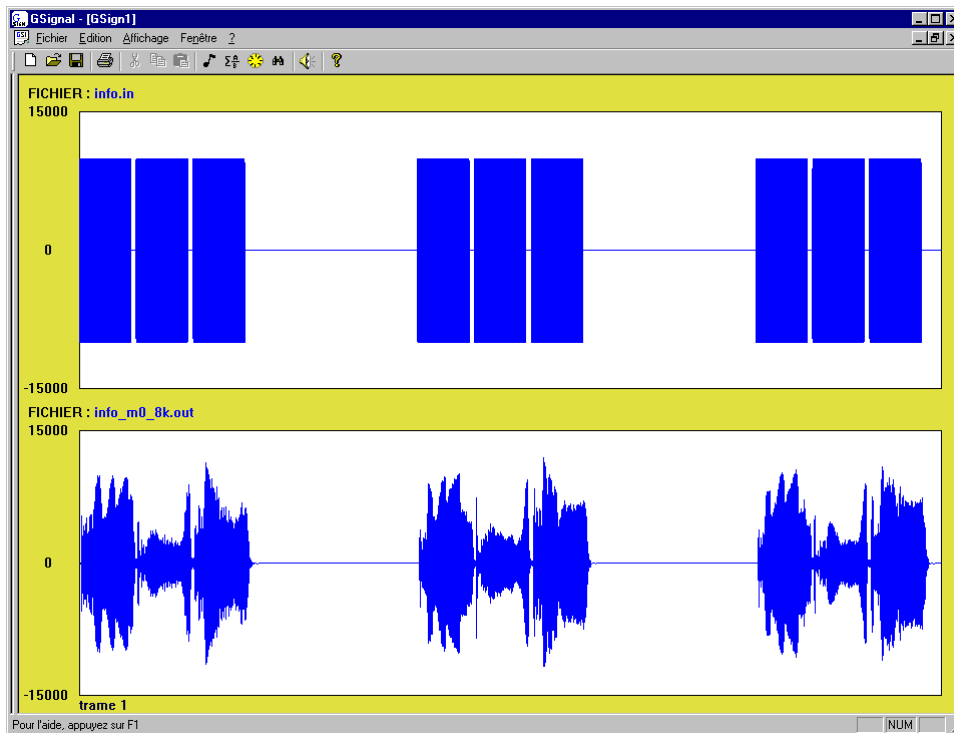 GSignal - [GSign1]
Fichier Edition Affichage Fenêtre ?
FICHIER : info.in
15000
0
-15000
FICHIER : info_m0_8k.out
15000
0
-15000
trame 1
Pour l'aide, appuyez sur F1
NUM